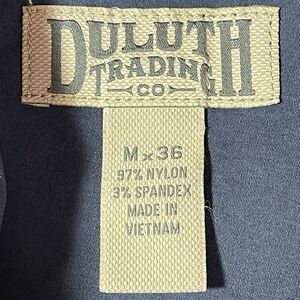 DULUTH
TRADING
CO
M x 36
97% NYLON
3% SPANDEX
MADE IN
VIETNAM